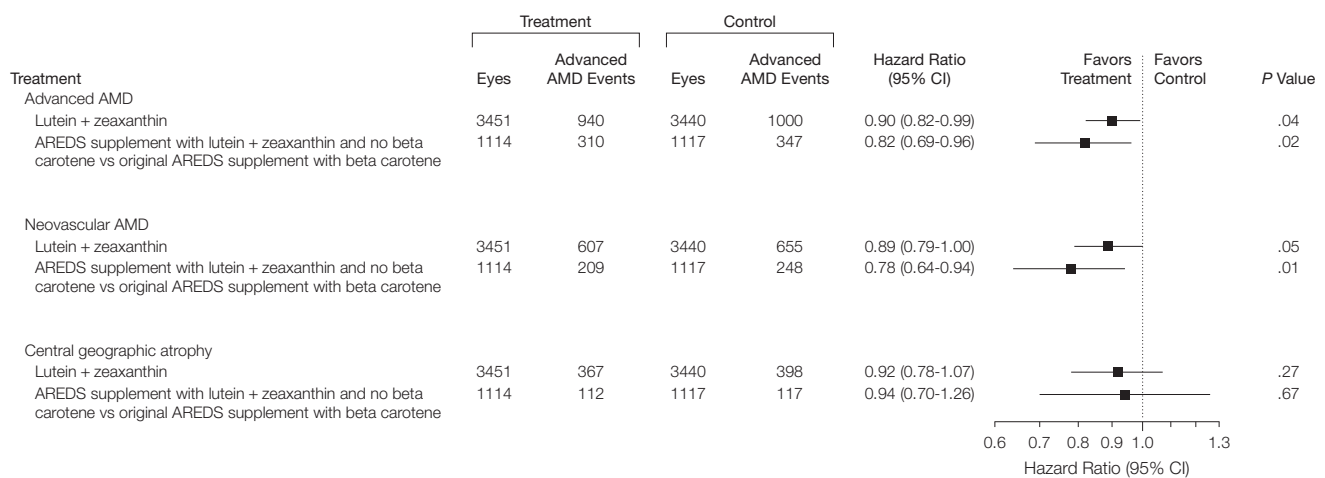 Treatment Control
Treatment Eyes Advanced AMD Events Eyes Advanced AMD Events Hazard Ratio (95% CI) Favors Treatment Favors Control P Value
Advanced AMD
Lutein + zeaxanthin 3451 940 3440 1000 0.90 (0.82-0.99) .04
AREDS supplement with lutein + zeaxanthin and no beta 1114 310 1117 347 0.82 (0.69-0.96) .02
carotene vs original AREDS supplement with beta carotene
Neovascular AMD
Lutein + zeaxanthin 3451 607 3440 655 0.89 (0.79-1.00) .05
AREDS supplement with lutein + zeaxanthin and no beta 1114 209 1117 248 0.78 (0.64-0.94) .01
carotene vs original AREDS supplement with beta carotene
Central geographic atrophy
Lutein + zeaxanthin 3451 367 3440 398 0.92 (0.78-1.07) .27
AREDS supplement with lutein + zeaxanthin and no beta 1114 112 1117 117 0.94 (0.70-1.26) .67
carotene vs original AREDS supplement with beta carotene
0.6 0.7 0.8 0.9 1.0 1.3
Hazard Ratio (95% CI)